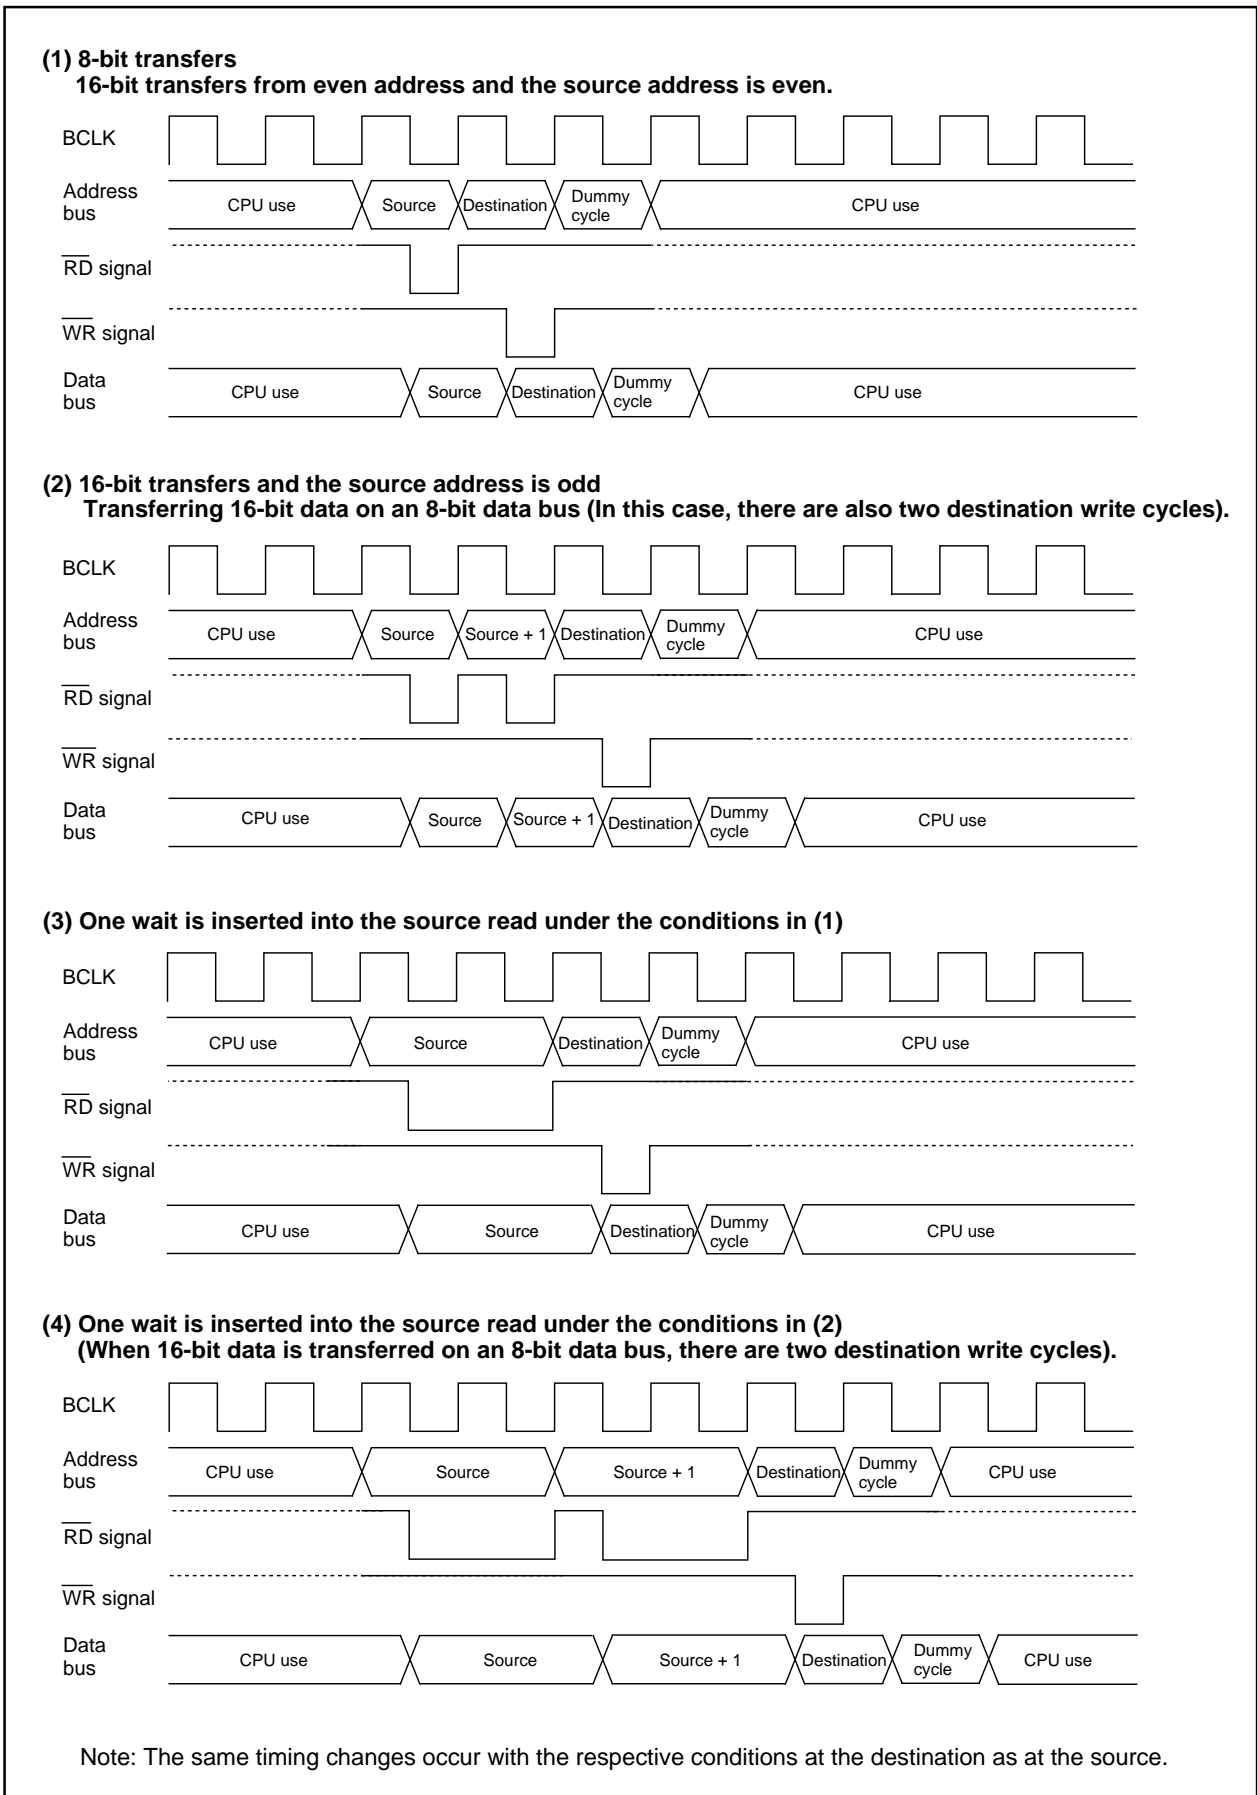 (1) 8-bit transfers
16-bit transfers from even address and the source address is even.
BCLK
Address
bus
CPU use
Source
Destination
Dummy
cycle
CPU use
RD signal
WR signal
Data
bus
CPU use
Source
Destination
Dummy
cycle
CPU use
(2) 16-bit transfers and the source address is odd
Transferring 16-bit data on an 8-bit data bus (In this case, there are also two destination write cycles).
BCLK
Address
bus
CPU use
Source
Source + 1
Destination
Dummy
cycle
CPU use
RD signal
WR signal
Data
bus
CPU use
Source
Source + 1
Destination
Dummy
cycle
CPU use
(3) One wait is inserted into the source read under the conditions in (1)
BCLK
Address
bus
CPU use
Source
Destination
Dummy
cycle
CPU use
RD signal
WR signal
Data
bus
CPU use
Source
Destination
Dummy
cycle
CPU use
(4) One wait is inserted into the source read under the conditions in (2)
(When 16-bit data is transferred on an 8-bit data bus, there are two destination write cycles).
BCLK
Address
bus
CPU use
Source
Source + 1
Destination
Dummy
cycle
CPU use
RD signal
WR signal
Data
bus
CPU use
Source
Source + 1
Destination
Dummy
cycle
CPU use
Note: The same timing changes occur with the respective conditions at the destination as at the source.